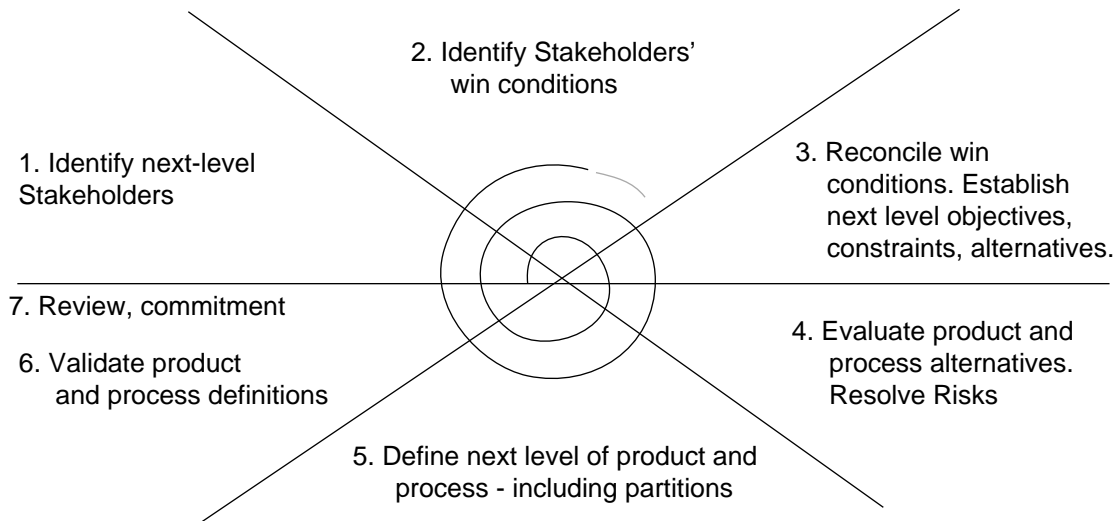 2. Identify Stakeholders’
win conditions
1. Identify next-level
Stakeholders
3. Reconcile win
conditions. Establish
next level objectives,
constraints, alternatives.
7. Review, commitment
6. Validate product
and process definitions
4. Evaluate product and
process alternatives.
Resolve Risks
5. Define next level of product and
process - including partitions